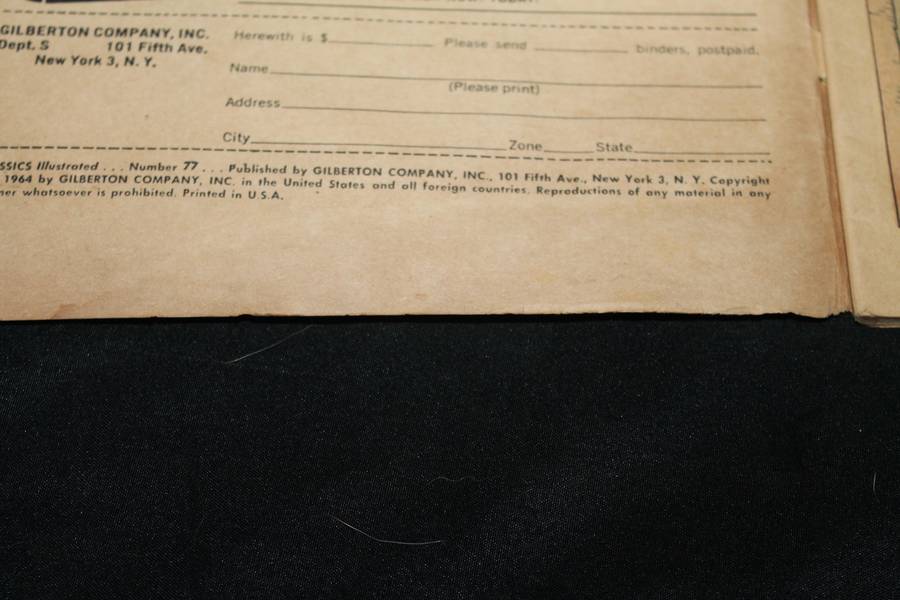 GILBERTON COMPANY, INC.
Dept. S 101 Fifth Ave.
New York 3, N. Y.
Herewith is $ Please send binders, postpaid.
Name
(Please print)
Address
City Zone State
SSICS Illustrated . . . Number 77 . . . Published by GILBERTON COMPANY, INC., 101 Fifth Ave., New York 3, N. Y. Copyright
1964 by GILBERTON COMPANY, INC. in the United States and all foreign countries. Reproductions of any material in any
ner whatsoever is prohibited. Printed in U.S.A.